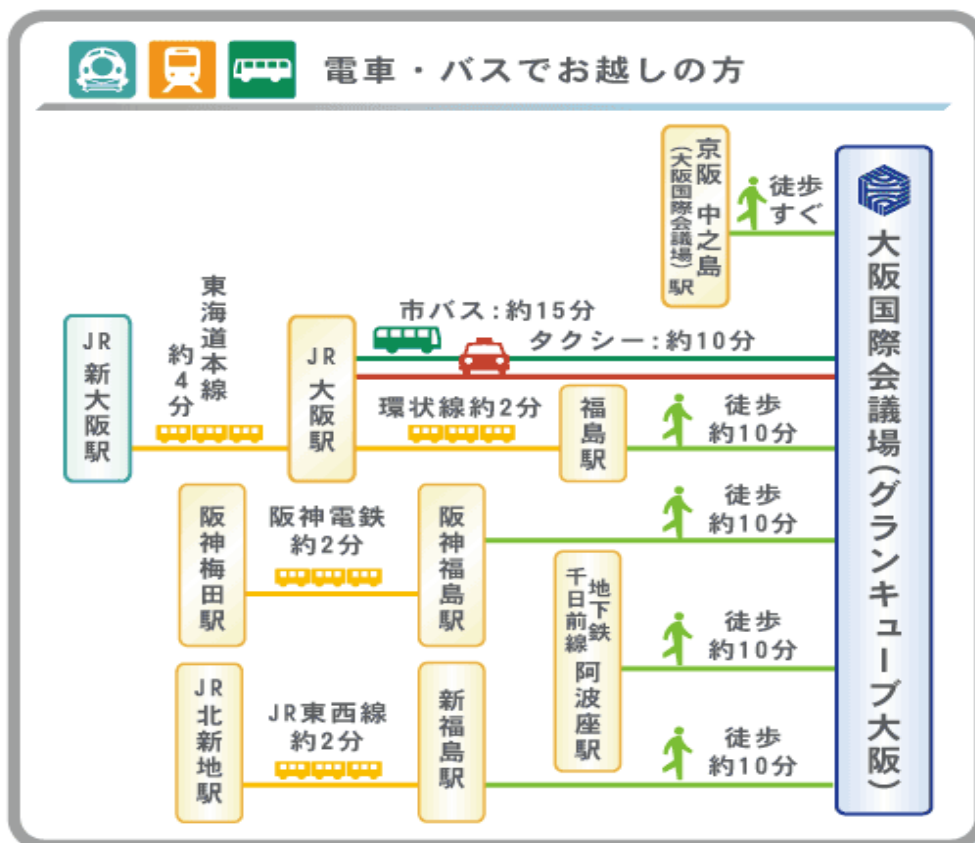 電車・バスでお越しの方
京阪 中之島駅
(大阪国際会議場)
徒歩
すぐ
大阪国際会議場(グランキューブ大阪)
JR 新大阪駅
東海道本線
約4分
JR 大阪駅
市バス:約15分
タクシー:約10分
環状線約2分
福島駅
徒歩
約10分
阪神梅田駅
阪神電鉄
約2分
阪神福島駅
徒歩
約10分
地下鉄
千日前線
阿波座駅
徒歩
約10分
JR 北新地駅
JR東西線
約2分
新福島駅
徒歩
約10分